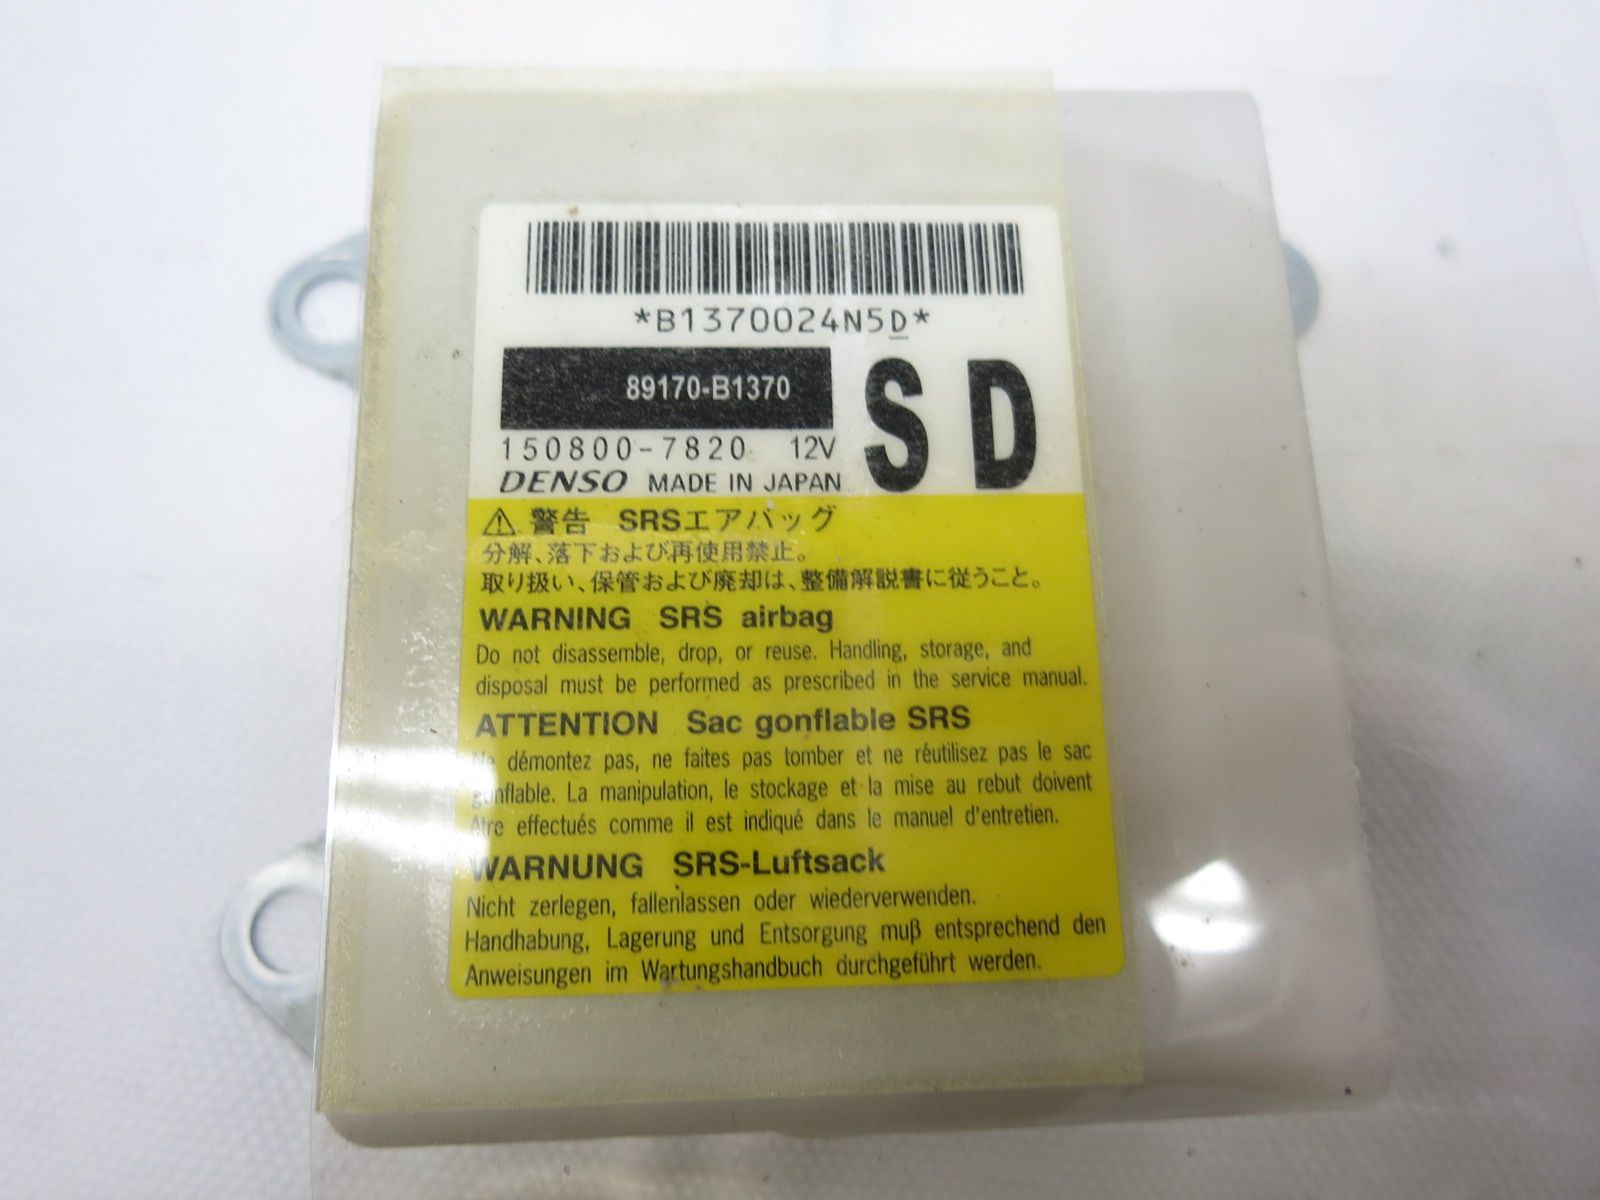 *B1370024N5D*
89170-B1370
150800-7820 12V
DENSO MADE IN JAPAN
SD
⚠ 警告 SRSエアバッグ
分解、落下および再使用禁止。
取り扱い、保管および廃却は、整備解説書に従うこと。
WARNING SRS airbag
Do not disassemble, drop, or reuse. Handling, storage, and
disposal must be performed as prescribed in the service manual.
ATTENTION Sac gonflable SRS
Ne démontez pas, ne faites pas tomber et ne réutilisez pas le sac
gonflable. La manipulation, le stockage et la mise au rebut doivent
Atre effectués comme il est indiqué dans le manuel d'entretien.
WARNUNG SRS-Luftsack
Nicht zerlegen, fallenlassen oder wiederverwenden.
Handhabung, Lagerung und Entsorgung muβ entsprechend den
Anweisungen im Wartungshandbuch durchgeführt werden.